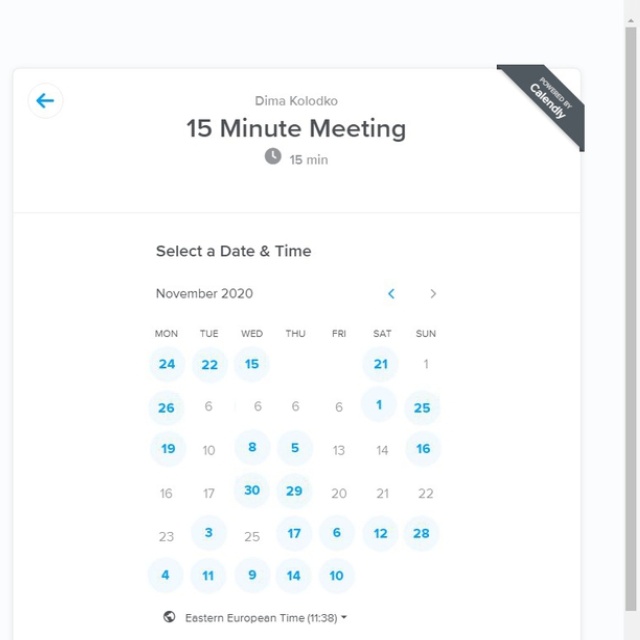 POWERED BY
Calendly
Dima Kolodko
15 Minute Meeting
15 min
Select a Date & Time
November 2020 < >
MON TUE WED THU FRI SAT SUN
24 22 15 21 1
26 6 6 6 6 1 25
19 10 8 5 13 14 16
16 17 30 29 20 21 22
23 3 25 17 6 12 28
4 11 9 14 10
Eastern European Time (11:38)